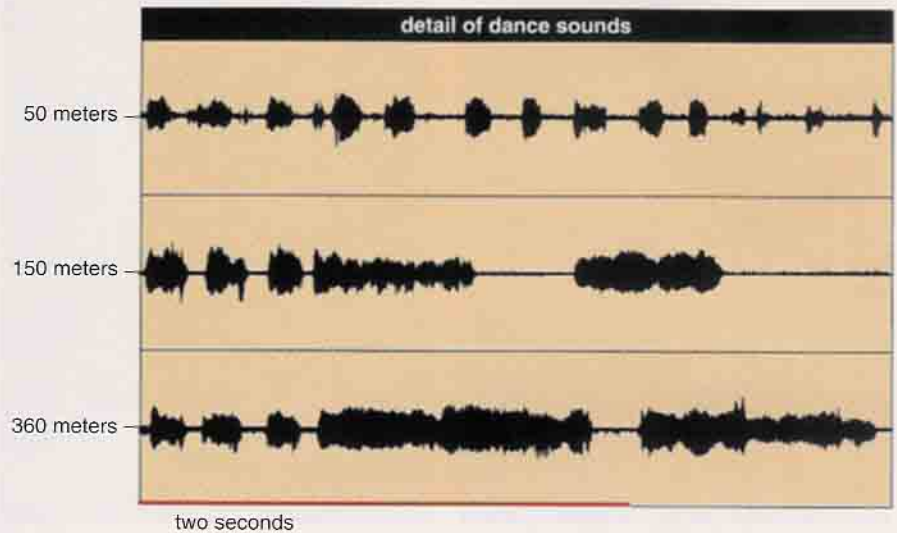 detail of dance sounds
50 meters
150 meters
360 meters
two seconds